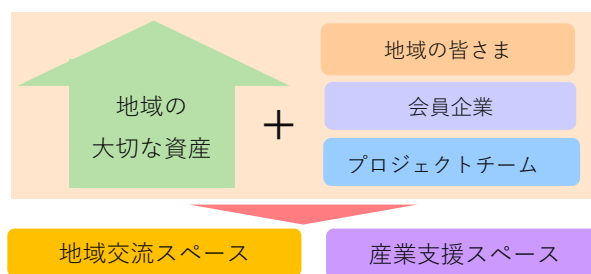 地域の
大切な資産
＋
地域の皆さま
会員企業
プロジェクトチーム
地域交流スペース
産業支援スペース